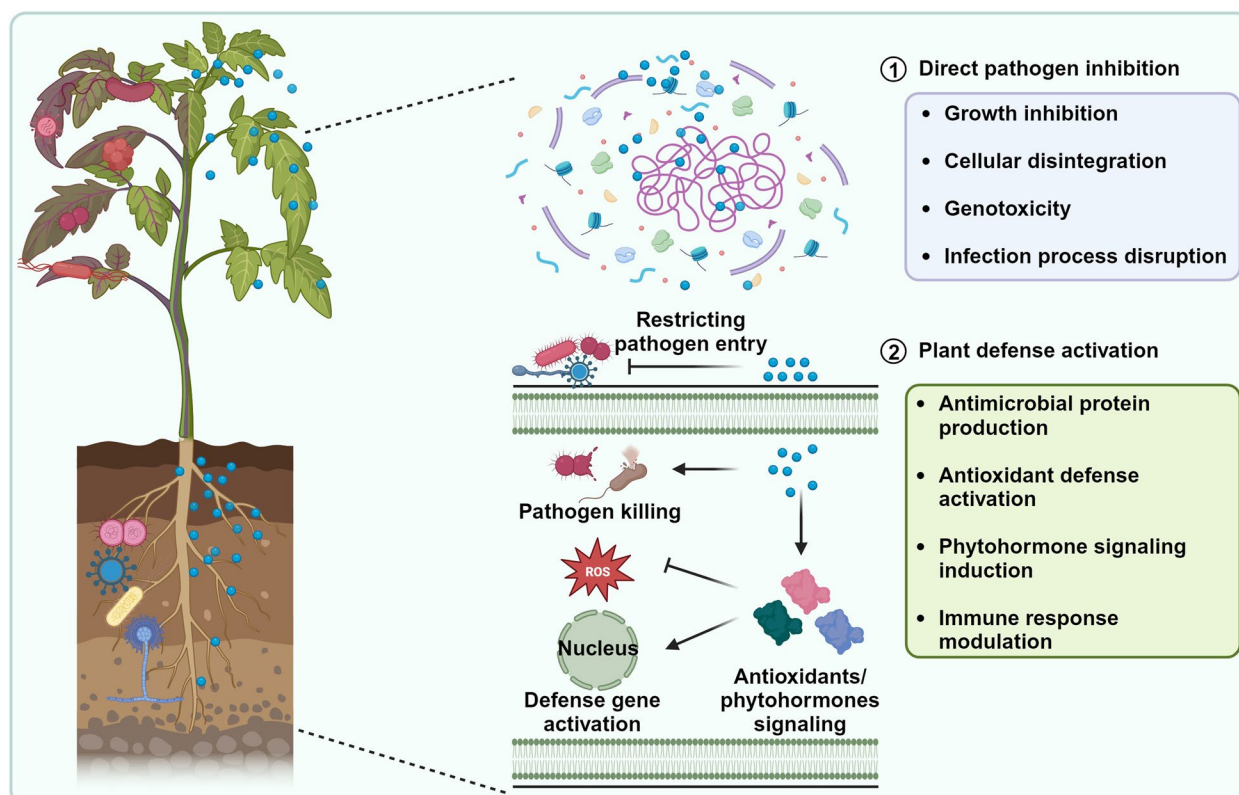 ① Direct pathogen inhibition
• Growth inhibition
• Cellular disintegration
• Genotoxicity
• Infection process disruption
Restricting
pathogen entry
② Plant defense activation
• Antimicrobial protein
production
• Antioxidant defense
activation
• Phytohormone signaling
induction
• Immune response
modulation
Pathogen killing
ROS
Nucleus
Defense gene
activation
Antioxidants/
phytohormones
signaling